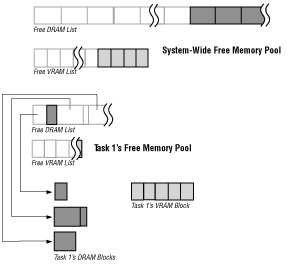 Free DRAM List
System-Wide Free Memory Pool
Free VRAM List
Free DRAM List
Task 1's Free Memory Pool
Free VRAM List
Task 1's VRAM Block
Task 1's DRAM Blocks